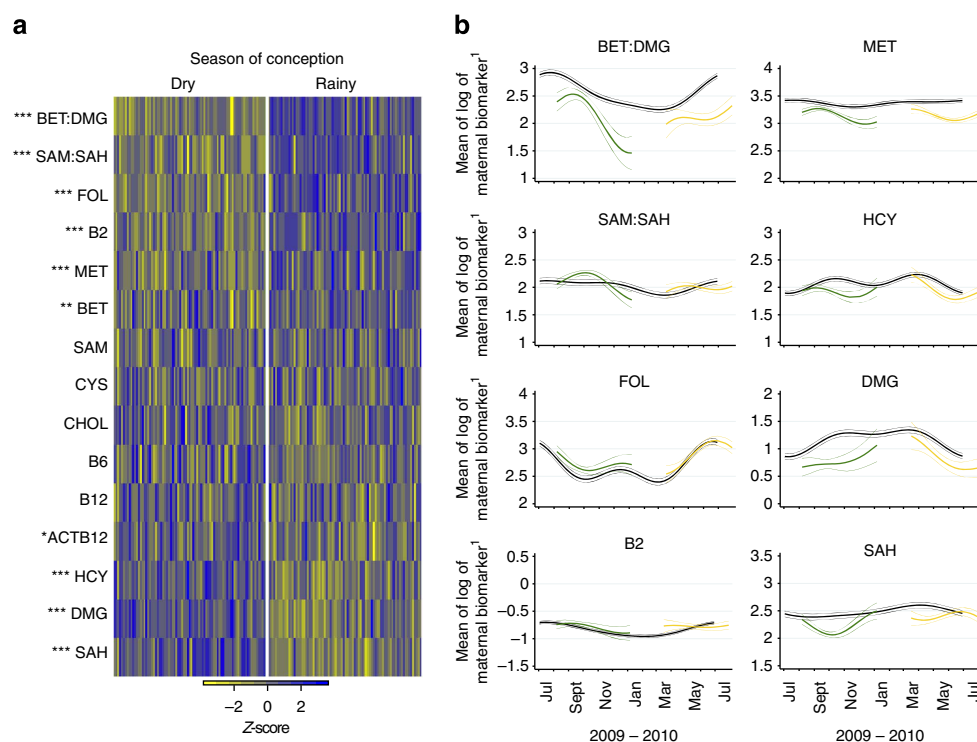 a
Season of conception
Dry Rainy
*** BET:DMG
*** SAM:SAH
*** FOL
*** B2
*** MET
** BET
SAM
CYS
CHOL
B6
B12
*ACTB12
*** HCY
*** DMG
*** SAH
−2 0 2
Z-score
b
BET:DMG
Mean of log of
maternal biomarker¹
3
2.5
2
1.5
1
MET
4
3.5
3
2.5
2
SAM:SAH
Mean of log of
maternal biomarker¹
3
2.5
2
1.5
1
HCY
3
2.5
2
1.5
1
FOL
Mean of log of
maternal biomarker¹
4
3.5
3
2.5
2
DMG
2
1.5
1
0.5
0
B2
Mean of log of
maternal biomarker¹
0.5
0
−0.5
−1
−1.5
Jul Sept Nov Jan Mar May Jul
SAH
3.5
3
2.5
2
1.5
Jul Sept Nov Jan Mar May Jul
2009 – 2010
2009 – 2010